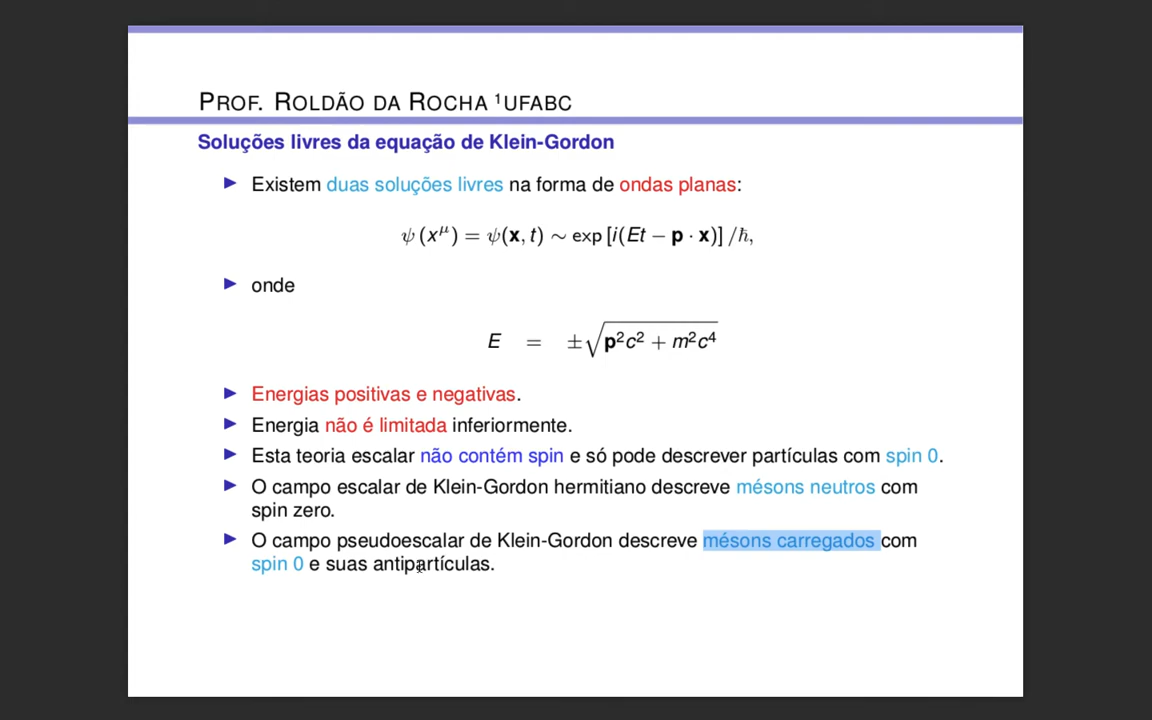 PROF. ROLDÃO DA ROCHA ¹UFABC
Soluções livres da equação de Klein-Gordon
▶ Existem duas soluções livres na forma de ondas planas:
ψ (x^μ) = ψ(x, t) ∼ exp [i(Et − p · x)] /ħ,
▶ onde
E = ±√(p²c² + m²c⁴)
▶ Energias positivas e negativas.
▶ Energia não é limitada inferiormente.
▶ Esta teoria escalar não contém spin e só pode descrever partículas com spin 0.
▶ O campo escalar de Klein-Gordon hermitiano descreve mésons neutros com
spin zero.
▶ O campo pseudoescalar de Klein-Gordon descreve mésons carregados com
spin 0 e suas antipartículas.